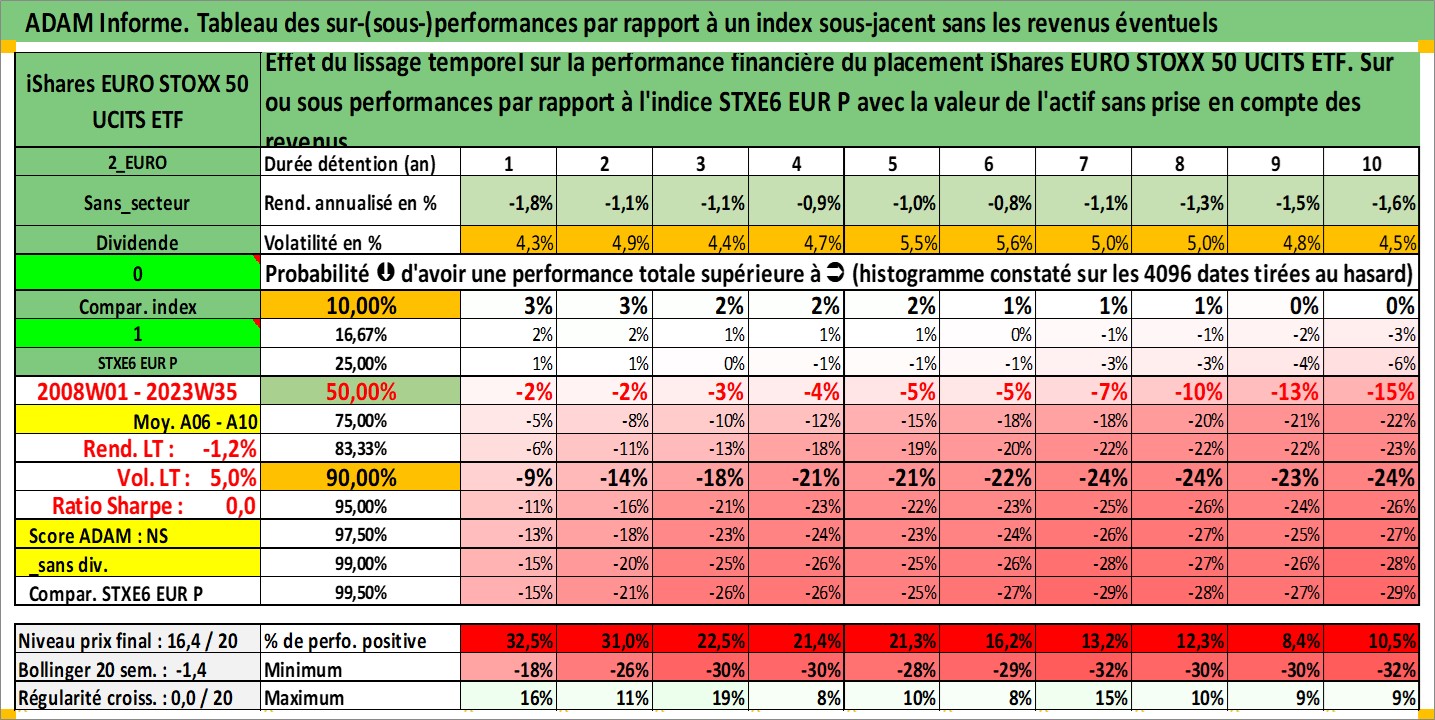 ADAM Informe. Tableau des sur-(sous-)performances par rapport à un index sous-jacent sans les revenus éventuels
iShares EURO STOXX 50
UCITS ETF
Effet du lissage temporel sur la performance financière du placement iShares EURO STOXX 50 UCITS ETF. Sur
ou sous performances par rapport à l'indice STXE6 EUR P avec la valeur de l'actif sans prise en compte des
revenus
2_EURO Durée détention (an) 1 2 3 4 5 6 7 8 9 10
Sans_secteur Rend. annualisé en % -1,8% -1,1% -1,1% -0,9% -1,0% -0,8% -1,1% -1,3% -1,5% -1,6%
Dividende Volatilité en % 4,3% 4,9% 4,4% 4,7% 5,5% 5,6% 5,0% 5,0% 4,8% 4,5%
0 Probabilité d'avoir une performance totale supérieure à (histogramme constaté sur les 4096 dates tirées au hasard)
Compar. index 10,00% 3% 3% 2% 2% 2% 1% 1% 1% 0% 0%
1 16,67% 2% 2% 1% 1% 1% 0% -1% -1% -2% -3%
STXE6 EUR P 25,00% 1% 1% 0% -1% -1% -1% -3% -3% -4% -6%
2008W01 - 2023W35 50,00% -2% -2% -3% -4% -5% -5% -7% -10% -13% -15%
Moy. A06 - A10 75,00% -5% -8% -10% -12% -15% -18% -18% -20% -21% -22%
Rend. LT : -1,2% 83,33% -6% -11% -13% -18% -19% -20% -22% -22% -22% -23%
Vol. LT : 5,0% 90,00% -9% -14% -18% -21% -21% -22% -24% -24% -23% -24%
Ratio Sharpe : 0,0 95,00% -11% -16% -21% -23% -22% -23% -25% -26% -24% -26%
Score ADAM : NS 97,50% -13% -18% -23% -24% -23% -24% -26% -27% -25% -27%
_sans div. 99,00% -15% -20% -25% -26% -25% -26% -28% -27% -26% -28%
Compar. STXE6 EUR P 99,50% -15% -21% -26% -26% -25% -27% -29% -28% -27% -29%
Niveau prix final : 16,4 / 20 % de perfo. positive 32,5% 31,0% 22,5% 21,4% 21,3% 16,2% 13,2% 12,3% 8,4% 10,5%
Bollinger 20 sem. : -1,4 Minimum -18% -26% -30% -30% -28% -29% -32% -30% -30% -32%
Régularité croiss. : 0,0 / 20 Maximum 16% 11% 19% 8% 10% 8% 15% 10% 9% 9%